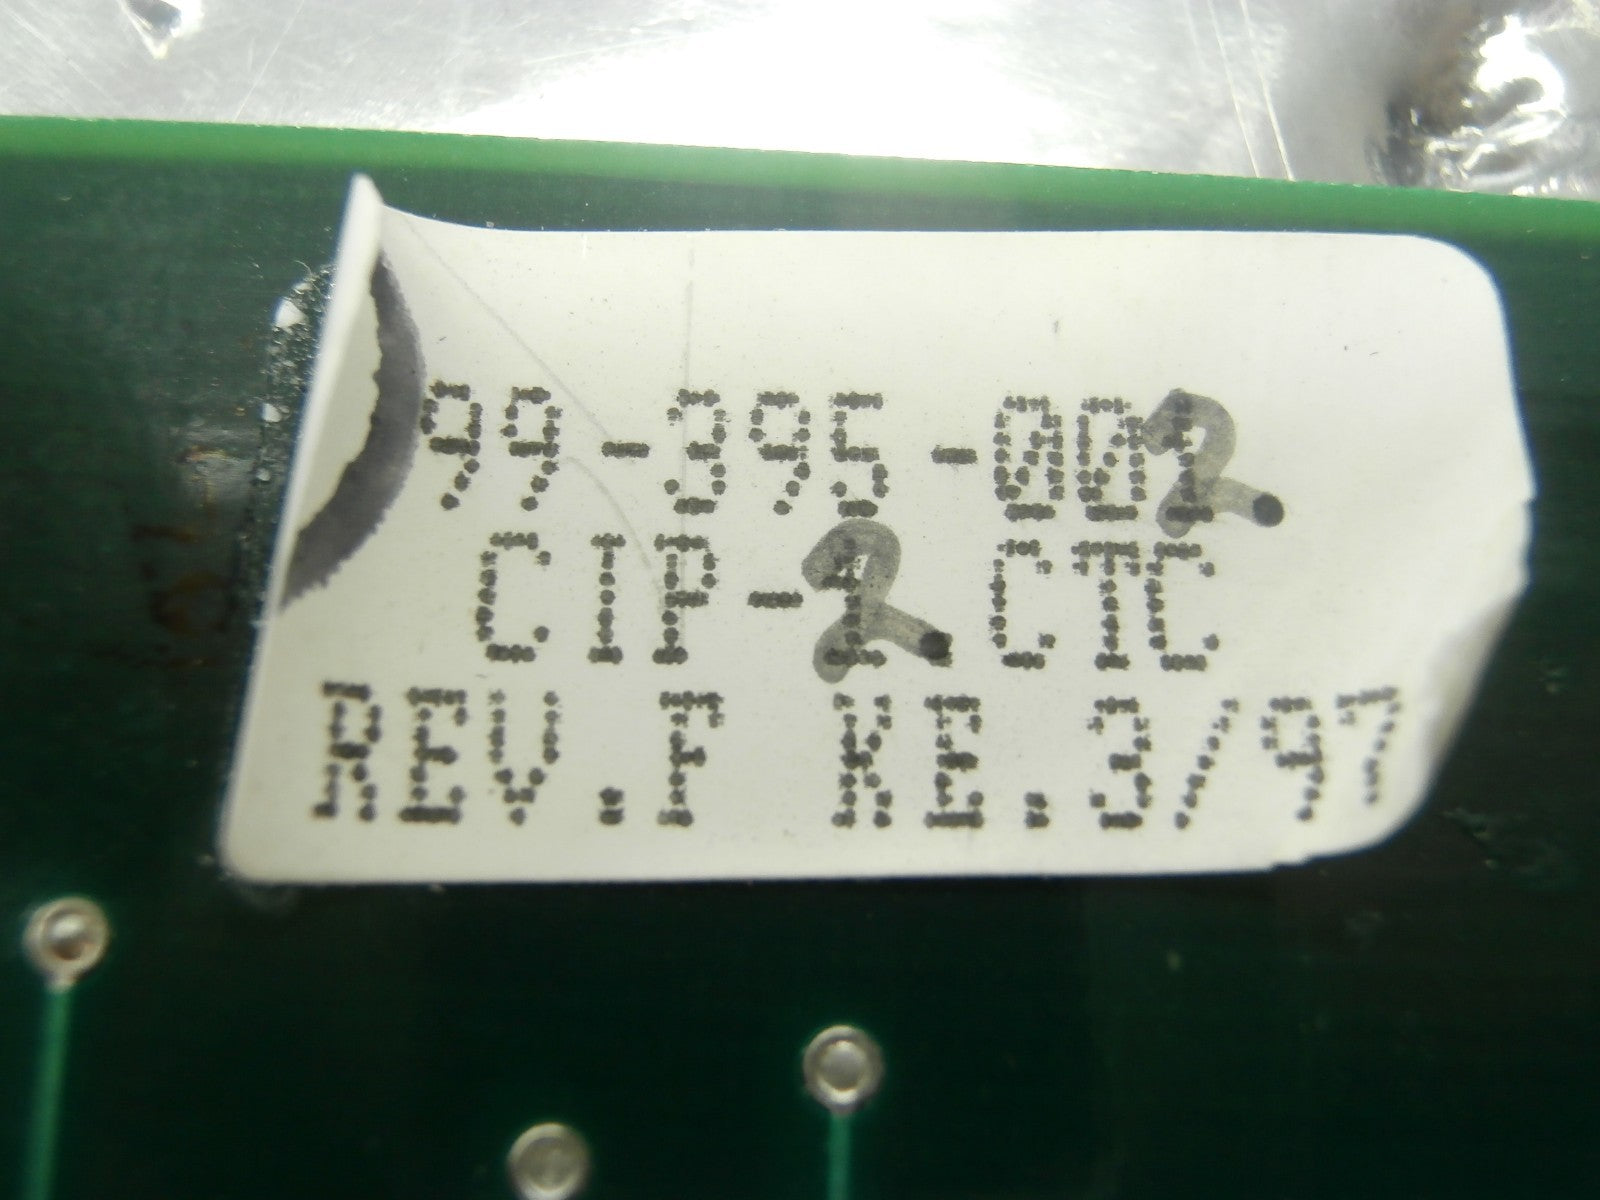 99-395-002
CIP-2 CTC
REV.F KE.3/97